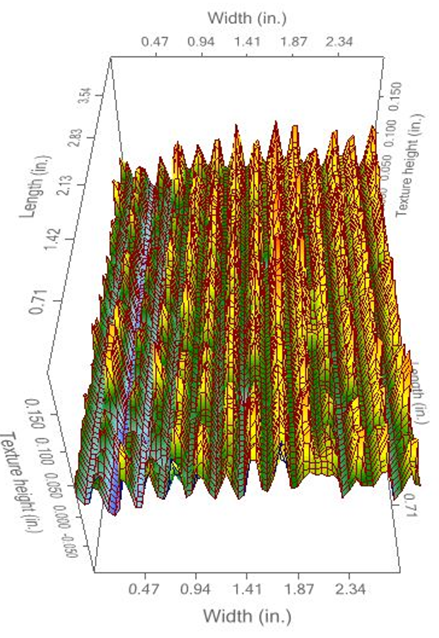 Width (in.)
0.47 0.94 1.41 1.87 2.34
3.54
2.83
2.13
1.42
0.71
Length (in.)
0.150
0.100
0.050
Texture height (in.)
0.150
0.100
0.050
0.000
-0.050
Texture height (in.)
Length (in.)
0.71
0.47 0.94 1.41 1.87 2.34
Width (in.)